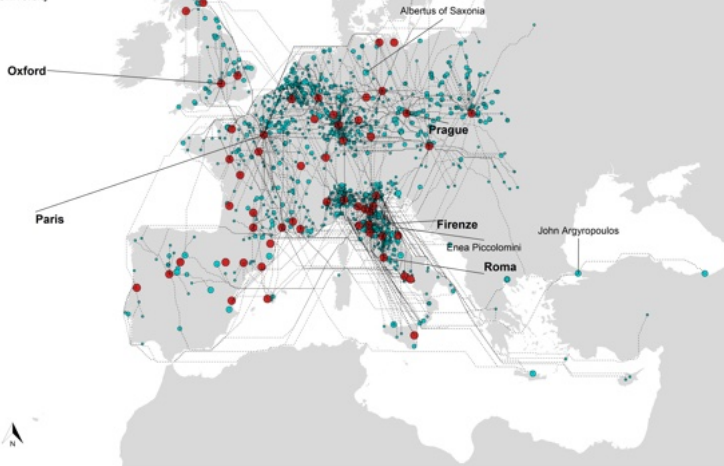 Albertus of Saxonia
Oxford
Prague
Paris
Firenze
Enea Piccolomini
John Argyropoulos
Roma
N